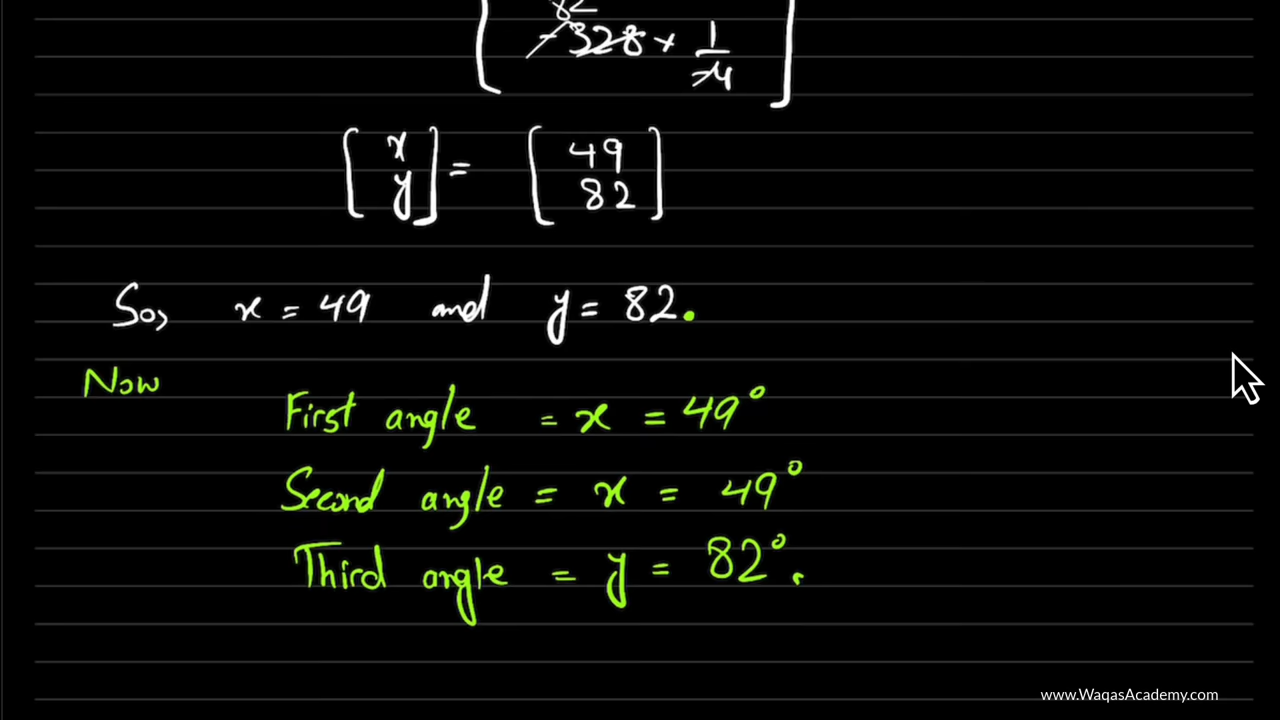 82
-328 × 1/-4
[x y] = [49 82]
So, x = 49 and y = 82.
Now
First angle = x = 49°
Second angle = x = 49°
Third angle = y = 82°.
www.WaqasAcademy.com